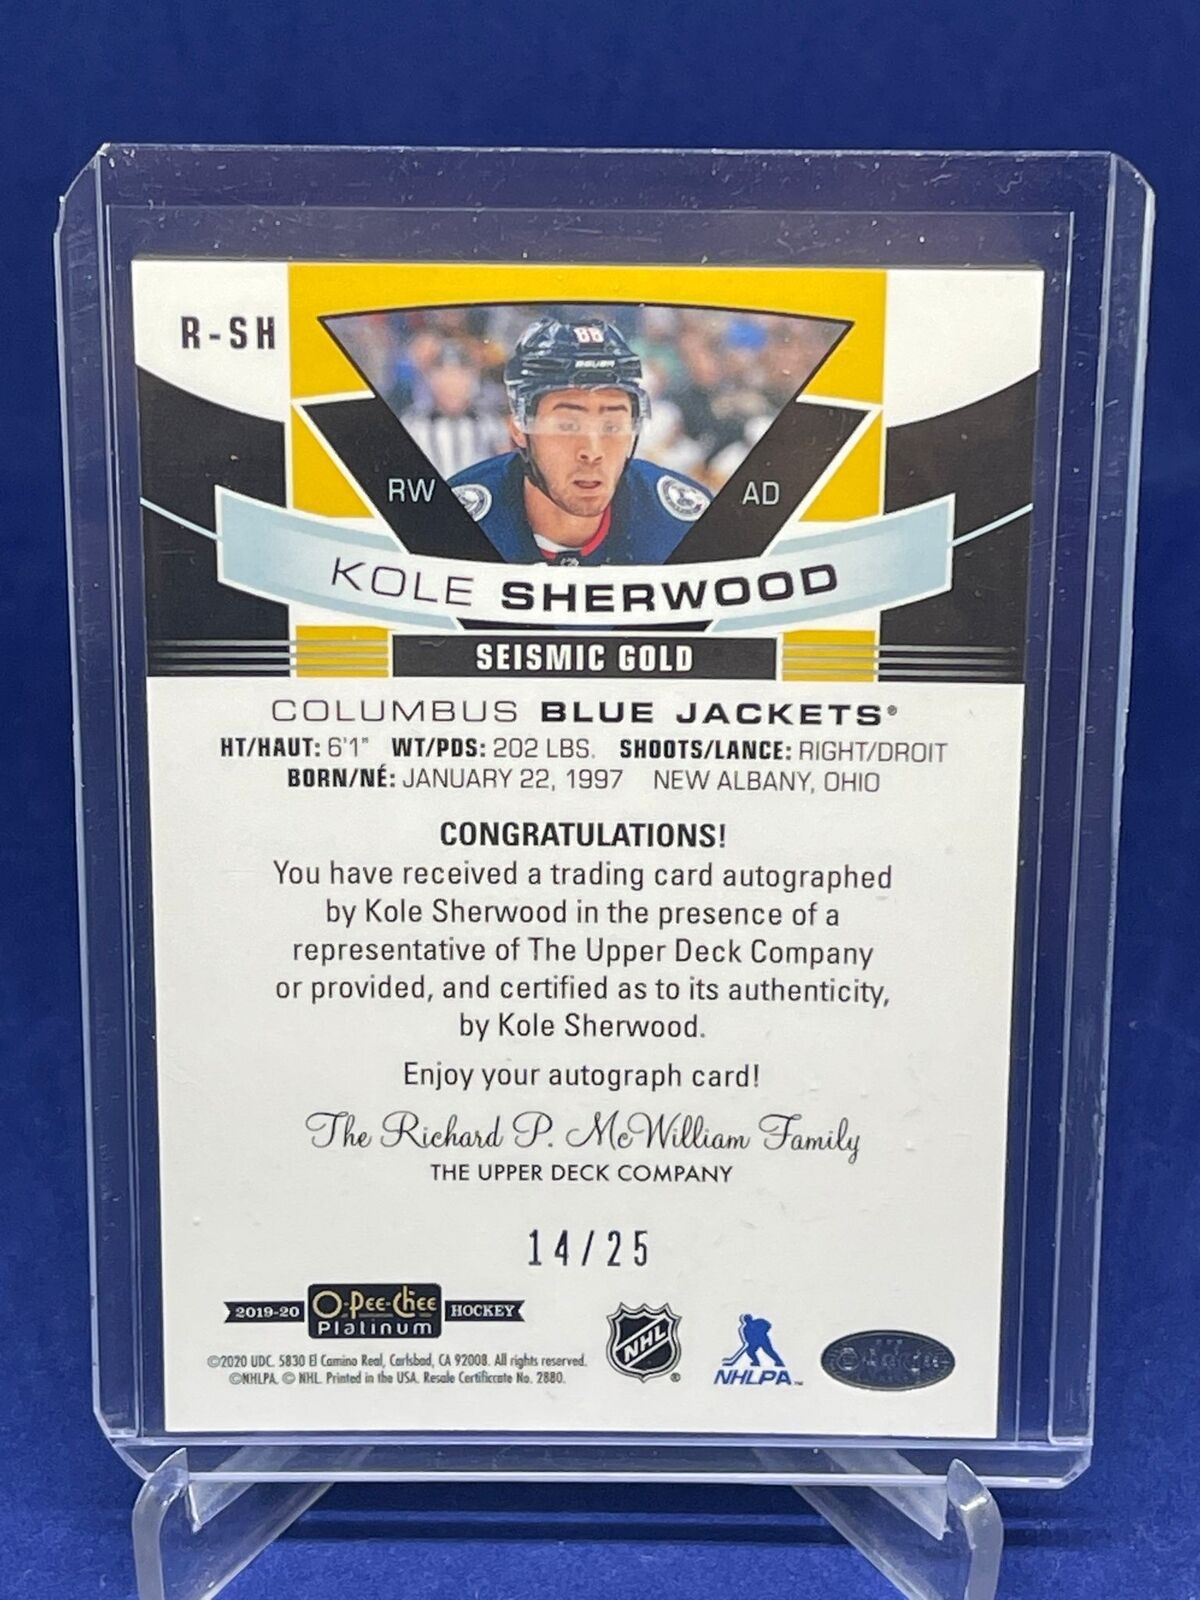 R-SH
88
BAUER
RW
AD
KOLE SHERWOOD
SEISMIC GOLD
COLUMBUS BLUE JACKETS®
HT/HAUT: 6'1" WT/PDS: 202 LBS. SHOOTS/LANCE: RIGHT/DROIT
BORN/NÉ: JANUARY 22, 1997 NEW ALBANY, OHIO
CONGRATULATIONS!
You have received a trading card autographed
by Kole Sherwood in the presence of a
representative of The Upper Deck Company
or provided, and certified as to its authenticity,
by Kole Sherwood.
Enjoy your autograph card!
The Richard P. McWilliam Family
THE UPPER DECK COMPANY
14/25
2019-20 O-Pee-Chee HOCKEY
Platinum
©2020 UDC. 5830 El Camino Real, Carlsbad, CA 92008. All rights reserved.
©NHLPA. © NHL. Printed in the USA. Resale Certificate No. 2880.
NHL®
NHLPA™